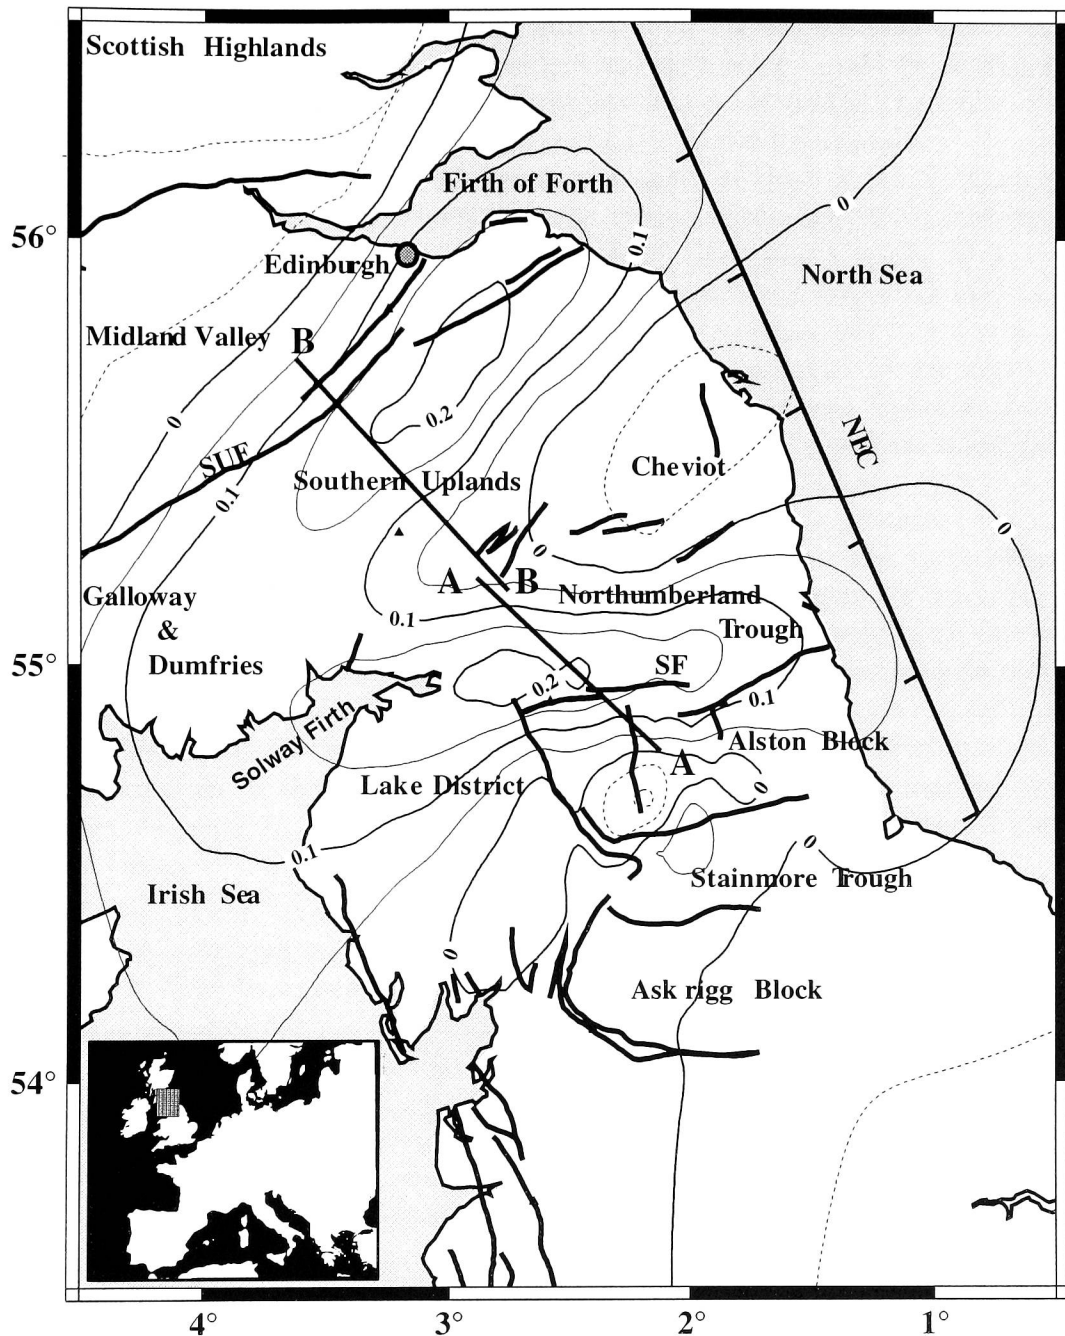 Scottish Highlands
Firth of Forth
0
56°
0.1
Edinburgh
North Sea
Midland Valley
B
0
0.2
NEC
SUF
Cheviot
Southern Uplands
0.1
0
0
A
B
Galloway
&
Dumfries
Northumberland
Trough
0.1
55°
SF
0.2
0.1
Solway Firth
Alston Block
A
Lake District
0
0.1
0
Irish Sea
Stainmore Trough
0
Ask rigg Block
54°
4°
3°
2°
1°